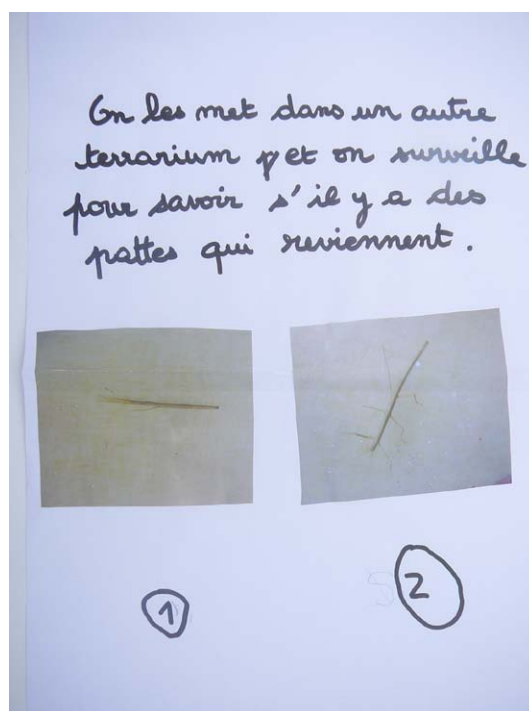 On les met dans un autre
terrarium et on surveille
pour savoir s'il y a des
pattes qui reviennent.
1
2